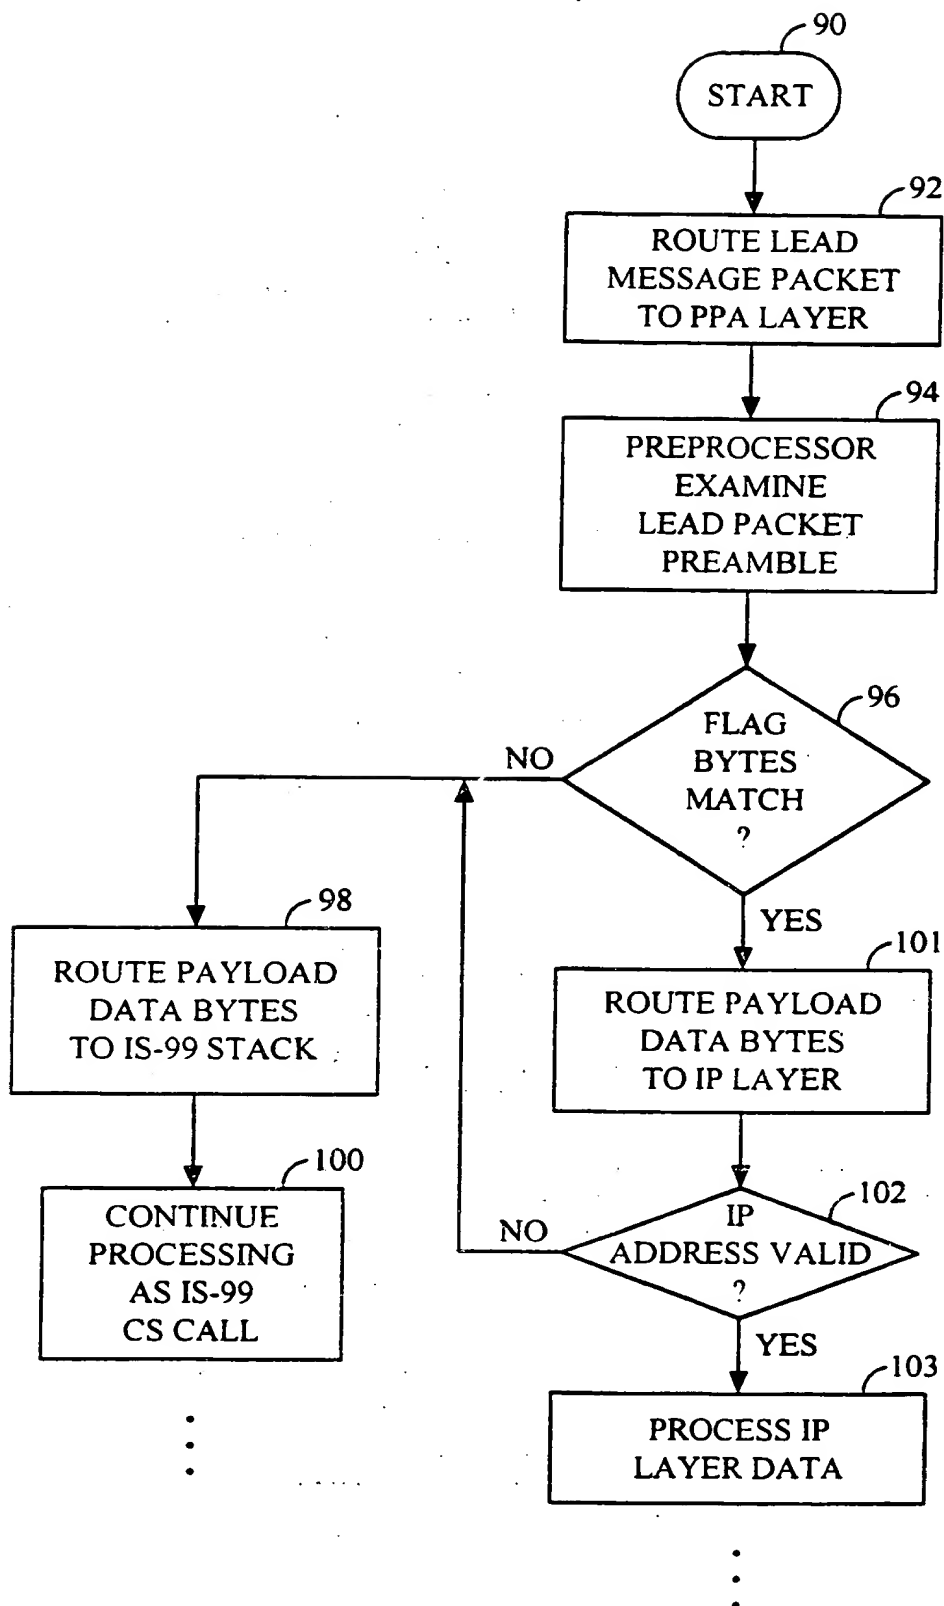 90
START
92
ROUTE LEAD
MESSAGE PACKET
TO PPA LAYER
94
PREPROCESSOR
EXAMINE
LEAD PACKET
PREAMBLE
96
FLAG
BYTES
MATCH
?
NO
YES
98
ROUTE PAYLOAD
DATA BYTES
TO IS-99 STACK
101
ROUTE PAYLOAD
DATA BYTES
TO IP LAYER
100
CONTINUE
PROCESSING
AS IS-99
CS CALL
102
IP
ADDRESS VALID
?
NO
YES
103
PROCESS IP
LAYER DATA